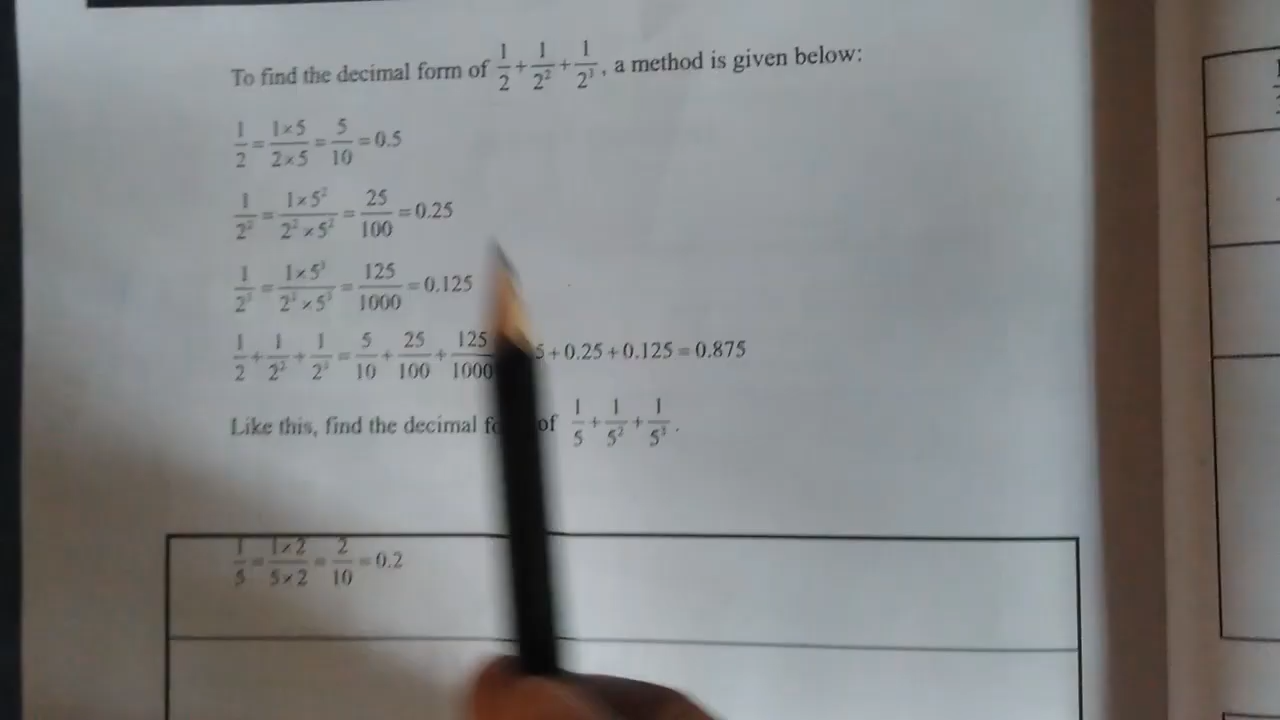 To find the decimal form of 1/2 + 1/2² + 1/2³, a method is given below:
1/2 = 1×5/2×5 = 5/10 = 0.5
1/2² = 1×5²/2²×5² = 25/100 = 0.25
1/2³ = 1×5³/2³×5³ = 125/1000 = 0.125
1/2 + 1/2² + 1/2³ = 5/10 + 25/100 + 125/1000 5 + 0.25 + 0.125 = 0.875
Like this, find the decimal of 1/5 + 1/5² + 1/5³.
1/5 = 1×2/5×2 = 2/10 = 0.2